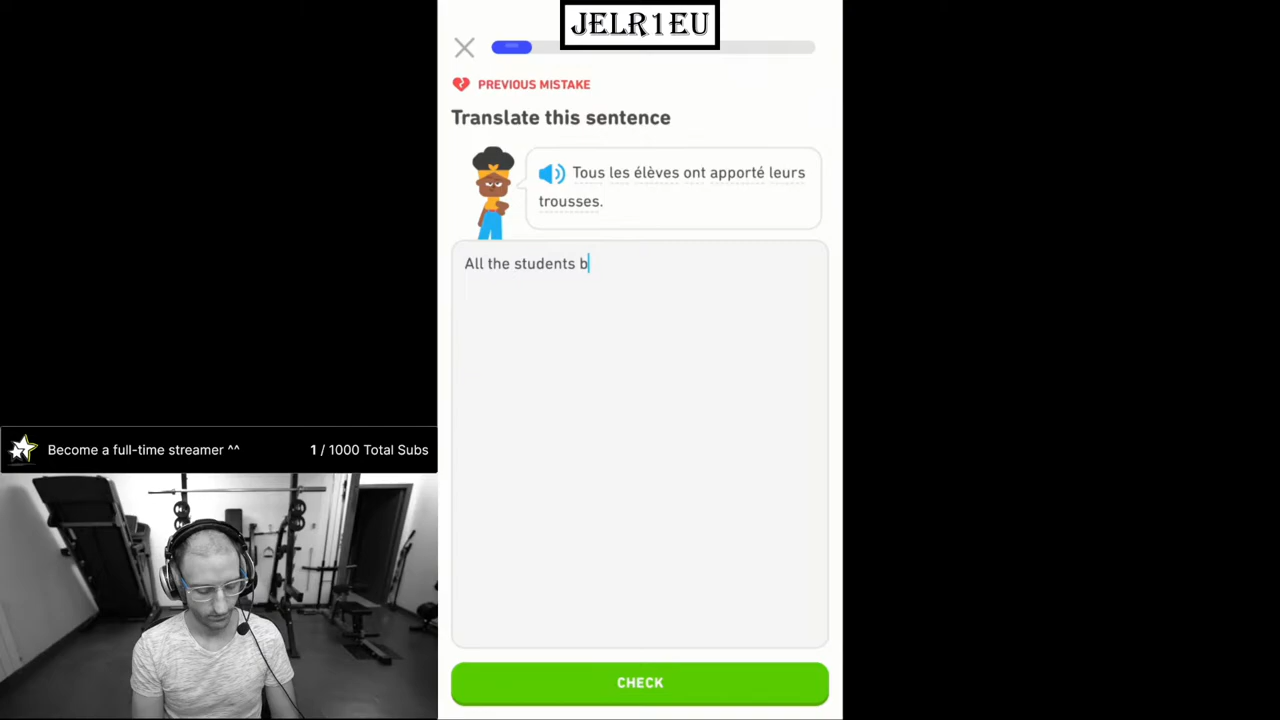 JELR1EU
PREVIOUS MISTAKE
Translate this sentence
Tous les élèves ont apporté leurs
trousses.
All the students b
Become a full-time streamer ^^ 1 / 1000 Total Subs
CHECK